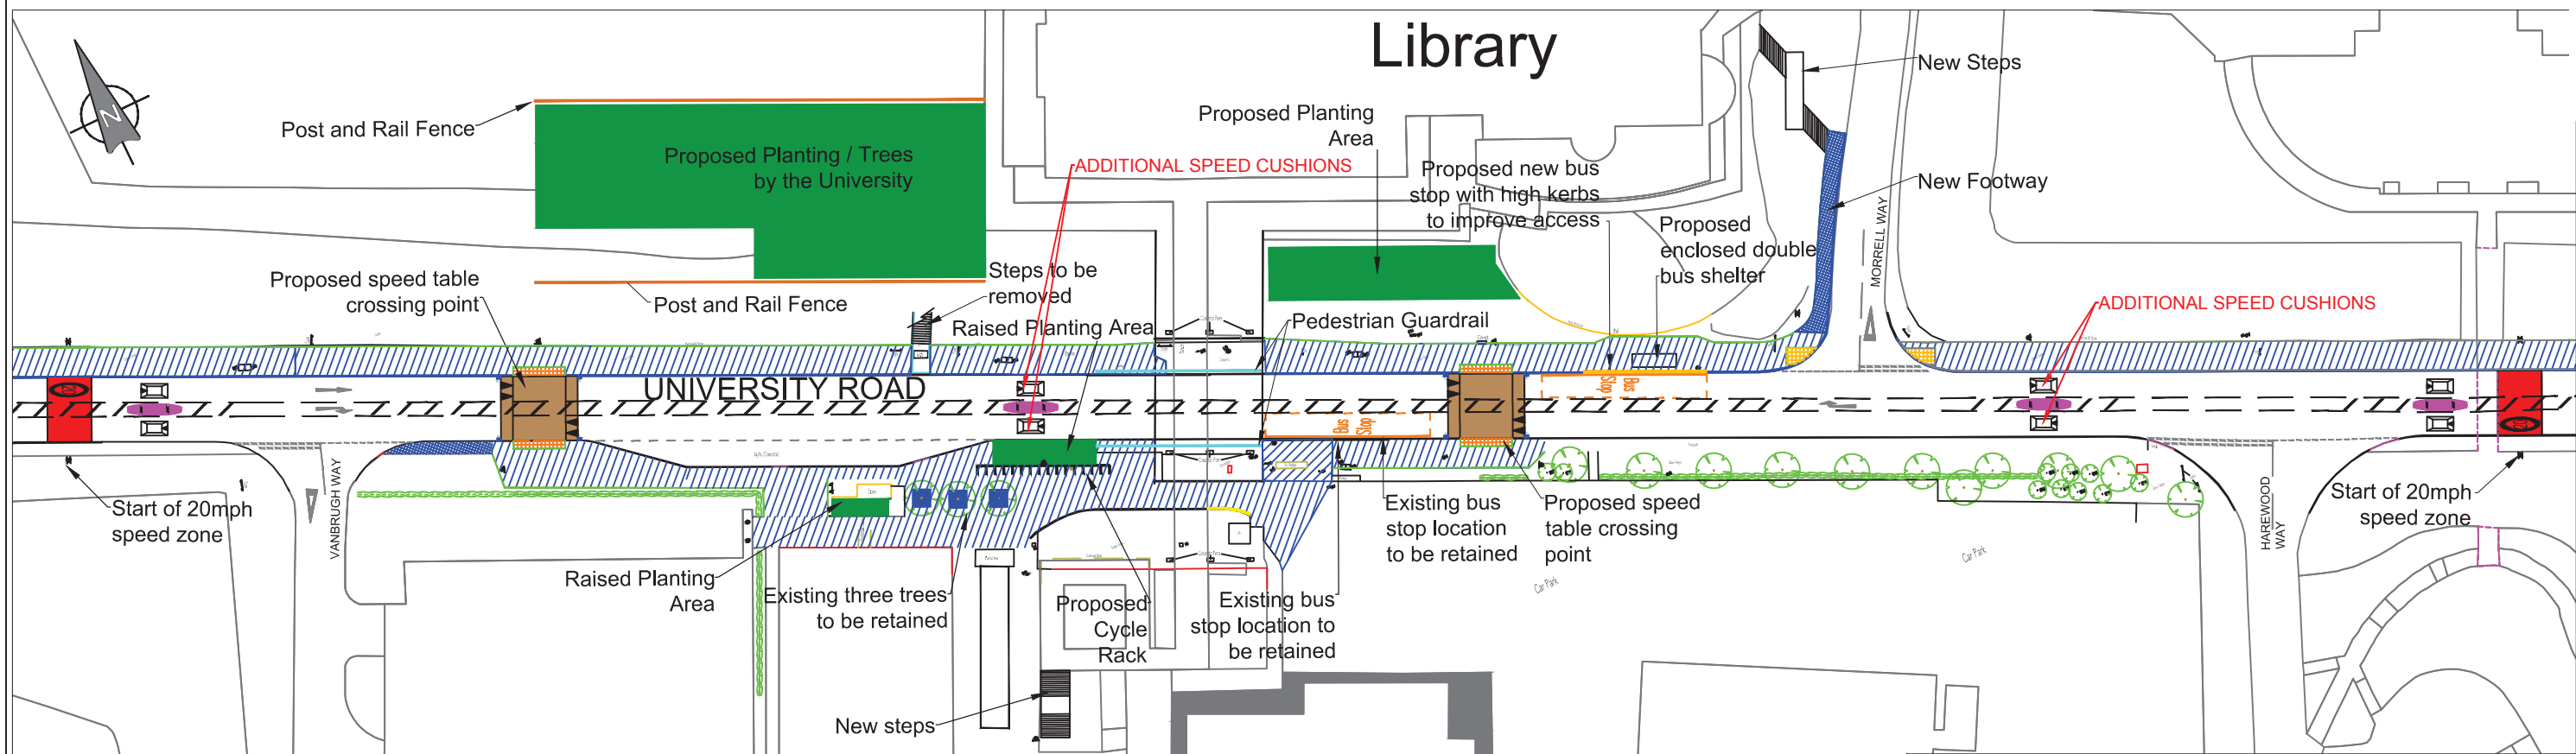 Library
N
Post and Rail Fence
Proposed Planting / Trees
by the University
ADDITIONAL SPEED CUSHIONS
Proposed Planting
Area
Proposed new bus
stop with high kerbs
to improve access
New Steps
New Footway
MORRELL WAY
Proposed
enclosed double
bus shelter
Proposed speed table
crossing point
Post and Rail Fence
Steps to be
removed
Raised Planting Area
Pedestrian Guardrail
ADDITIONAL SPEED CUSHIONS
UNIVERSITY ROAD
Bus
Stop
Bus
Stop
Start of 20mph
speed zone
VANBRUGH WAY
Raised Planting
Area
Existing three trees
to be retained
Proposed
Cycle
Rack
Existing bus
stop location to
be retained
Existing bus
stop location
to be retained
Proposed speed
table crossing
point
Car Park
Car Park
HAREWOOD
WAY
Start of 20mph
speed zone
New steps